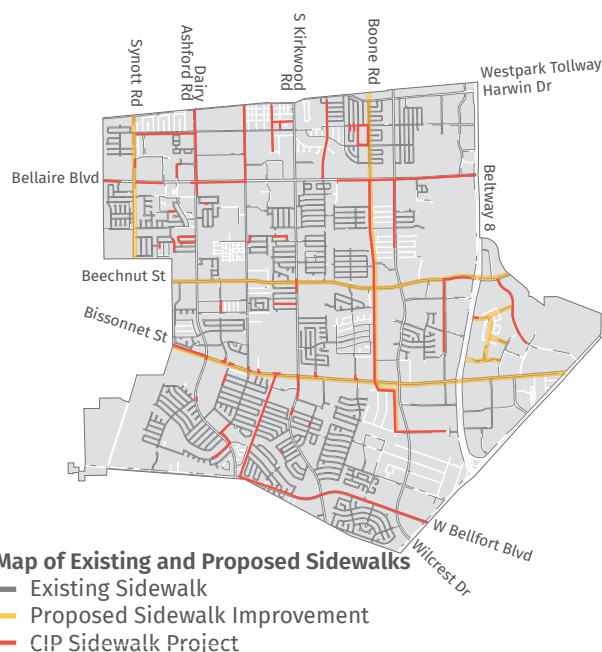 Synott Rd
Dairy
Ashford Rd
S Kirkwood
Rd
Boone Rd
Westpark Tollway
Harwin Dr
Bellaire Blvd
Beltway 8
Beechnut St
Bissonnet St
W Bellfort Blvd
Wilcrest Dr
Map of Existing and Proposed Sidewalks
Existing Sidewalk
Proposed Sidewalk Improvement
CIP Sidewalk Project